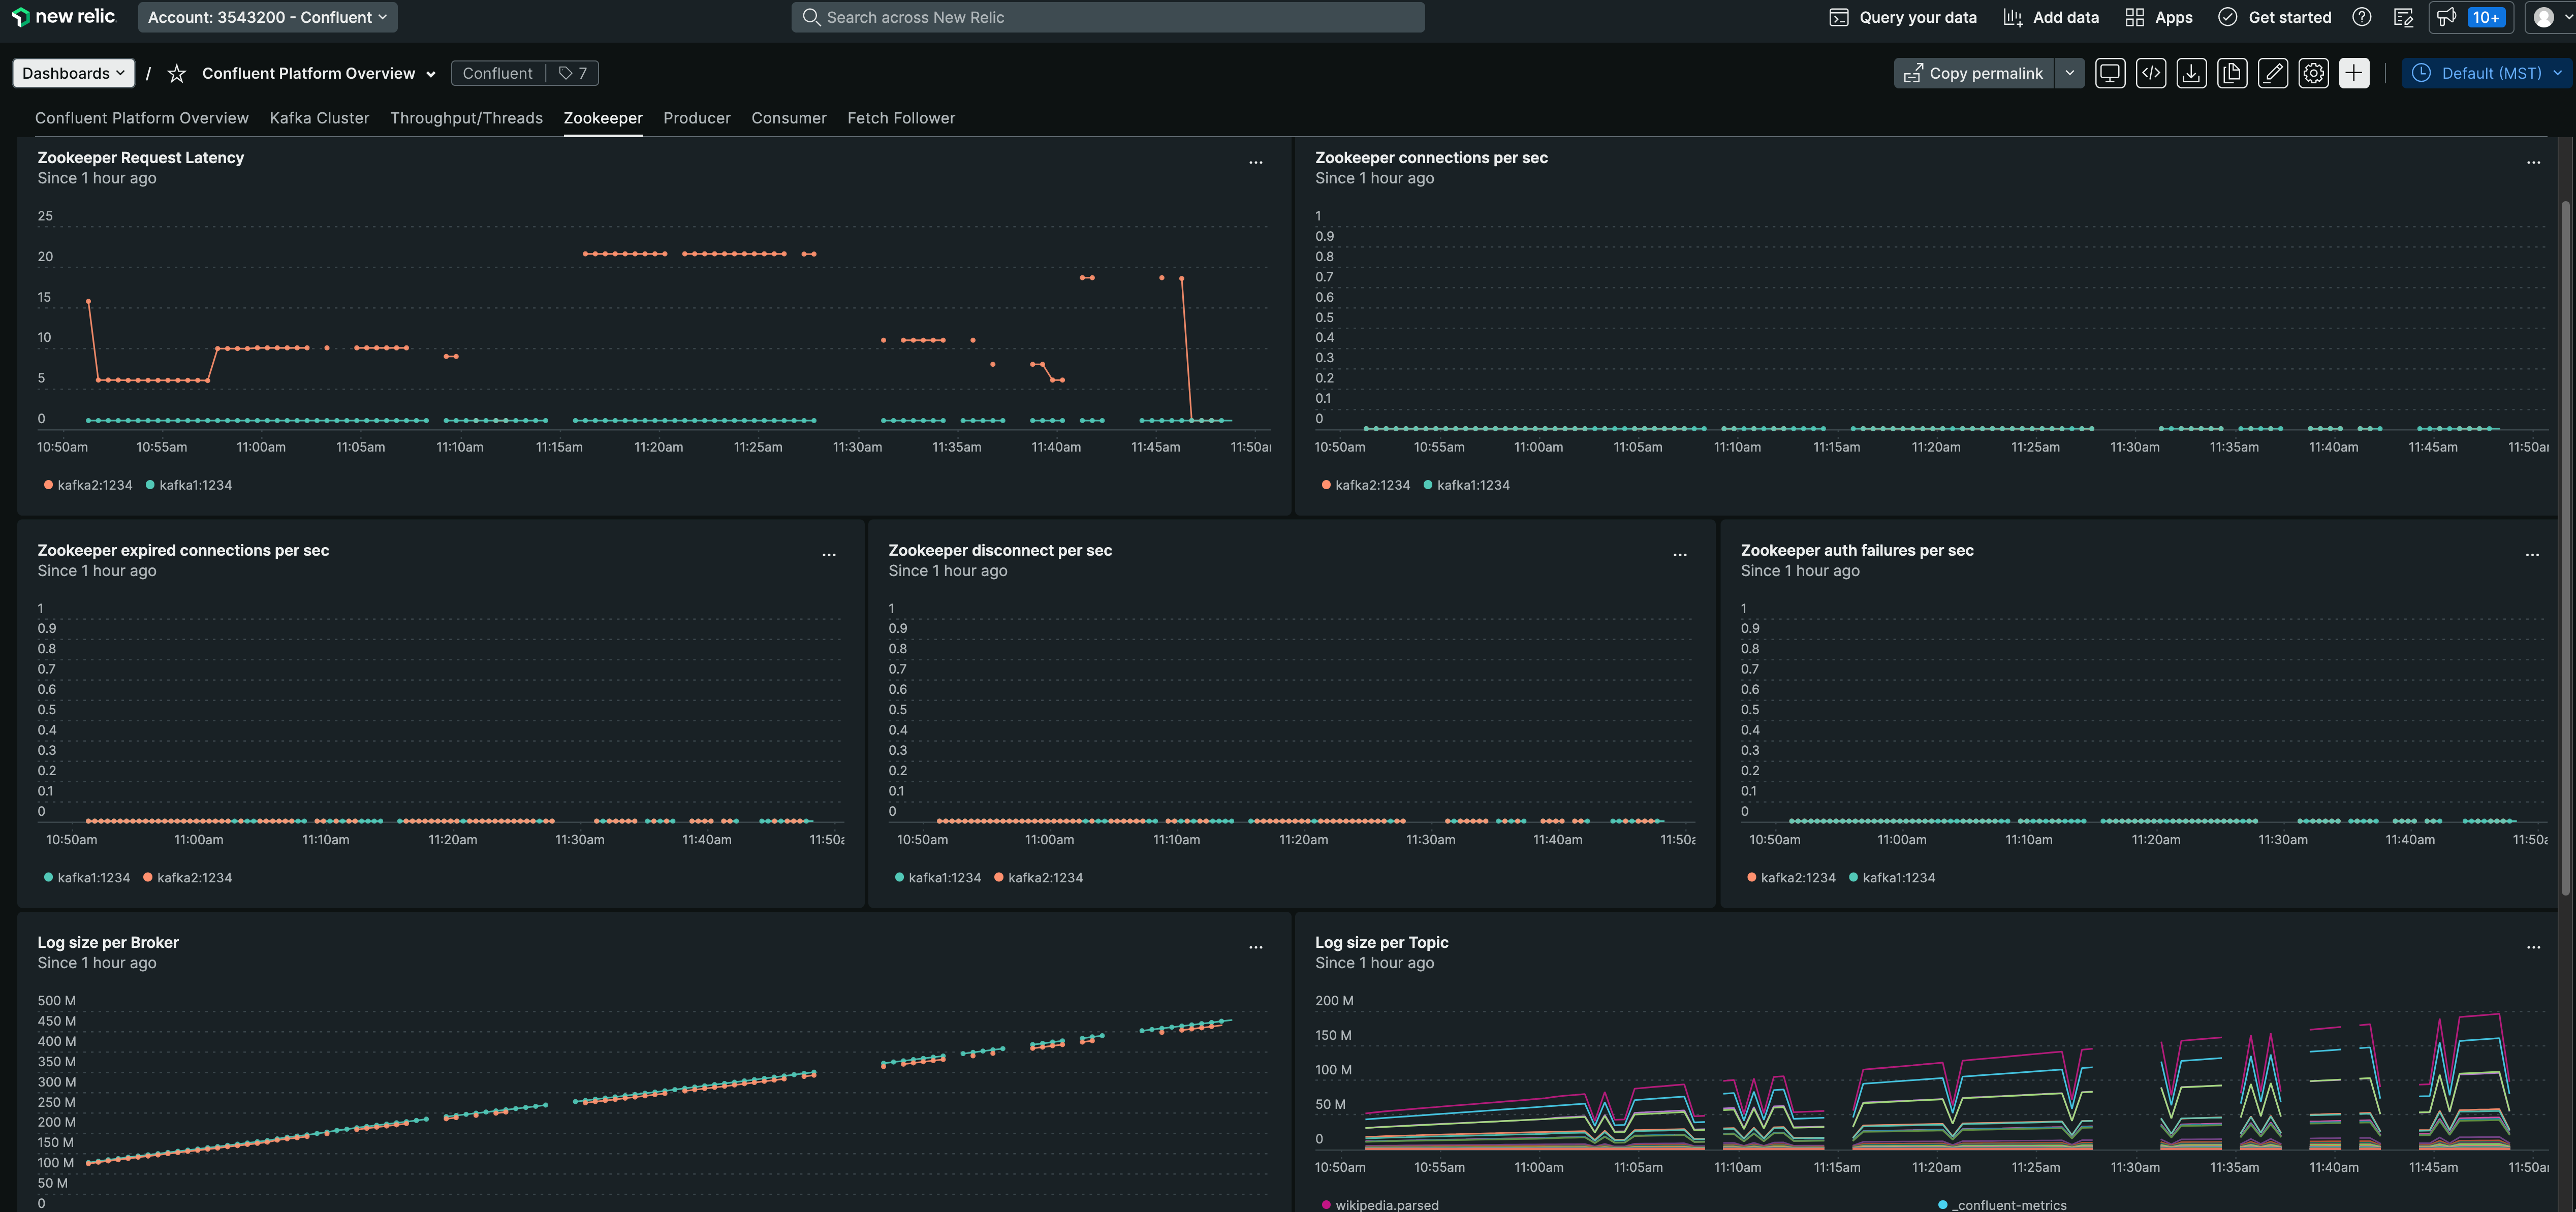 new relic
Account: 3543200 - Confluent
Search across New Relic
Query your data
Add data
Apps
Get started
10+
Dashboards
/
Confluent Platform Overview
Confluent
7
Copy permalink
Default (MST)
Confluent Platform Overview
Kafka Cluster
Throughput/Threads
Zookeeper
Producer
Consumer
Fetch Follower
Zookeeper Request Latency
Since 1 hour ago
25
20
15
10
5
0
10:50am 10:55am 11:00am 11:05am 11:10am 11:15am 11:20am 11:25am 11:30am 11:35am 11:40am 11:45am 11:50a
kafka2:1234 kafka1:1234
Zookeeper connections per sec
Since 1 hour ago
1
0.9
0.8
0.7
0.6
0.5
0.4
0.3
0.2
0.1
0
10:50am 10:55am 11:00am 11:05am 11:10am 11:15am 11:20am 11:25am 11:30am 11:35am 11:40am 11:45am 11:50a
kafka2:1234 kafka1:1234
Zookeeper expired connections per sec
Since 1 hour ago
1
0.9
0.8
0.7
0.6
0.5
0.4
0.3
0.2
0.1
0
10:50am 11:00am 11:10am 11:20am 11:30am 11:40am 11:50
kafka1:1234 kafka2:1234
Zookeeper disconnect per sec
Since 1 hour ago
1
0.9
0.8
0.7
0.6
0.5
0.4
0.3
0.2
0.1
0
10:50am 11:00am 11:10am 11:20am 11:30am 11:40am 11:50
kafka1:1234 kafka2:1234
Zookeeper auth failures per sec
Since 1 hour ago
1
0.9
0.8
0.7
0.6
0.5
0.4
0.3
0.2
0.1
0
10:50am 11:00am 11:10am 11:20am 11:30am 11:40am 11:50
kafka2:1234 kafka1:1234
Log size per Broker
Since 1 hour ago
500 M
450 M
400 M
350 M
300 M
250 M
200 M
150 M
100 M
50 M
0
Log size per Topic
Since 1 hour ago
200 M
150 M
100 M
50 M
0
10:50am 10:55am 11:00am 11:05am 11:10am 11:15am 11:20am 11:25am 11:30am 11:35am 11:40am 11:45am 11:50a
wikipedia.parsed
_confluent-metrics